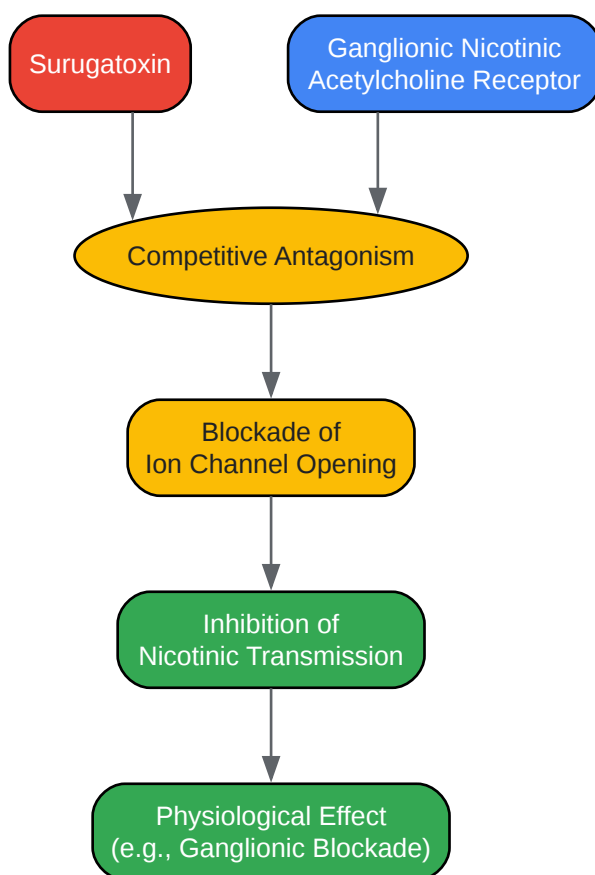 Surugatoxin
Ganglionic Nicotinic
Acetylcholine Receptor
Competitive Antagonism
Blockade of
Ion Channel Opening
Inhibition of
Nicotinic Transmission
Physiological Effect
(e.g., Ganglionic Blockade)